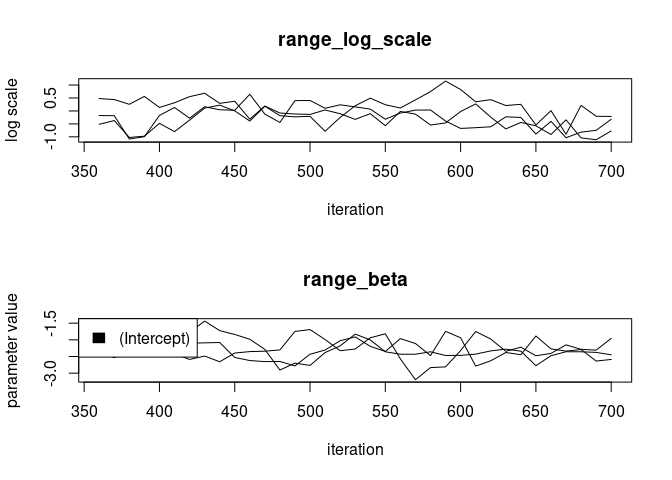 range_log_scale
log scale
0.5
-1.0
350 400 450 500 550 600 650 700
iteration
range_beta
parameter value
-1.5
-3.0
(Intercept)
350 400 450 500 550 600 650 700
iteration